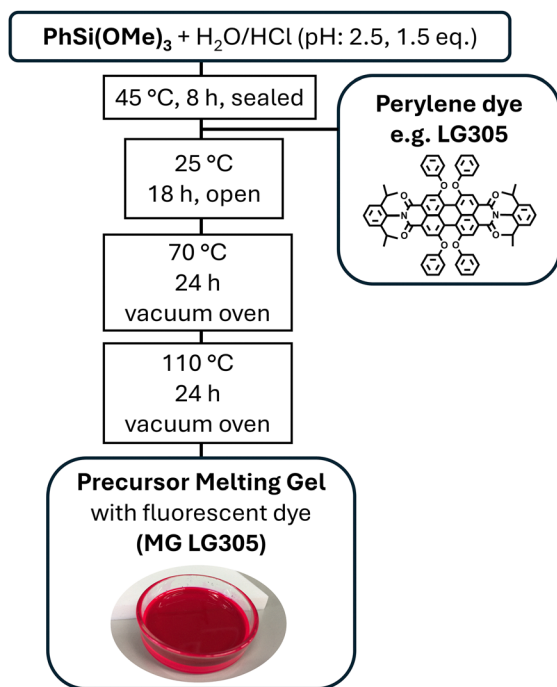 PhSi(OMe)₃ + H₂O/HCl (pH: 2.5, 1.5 eq.)
45 °C, 8 h, sealed
Perylene dye
e.g. LG305
O O
N
O
O
N
O
O
O O
25 °C
18 h, open
70 °C
24 h
vacuum oven
110 °C
24 h
vacuum oven
Precursor Melting Gel
with fluorescent dye
(MG LG305)